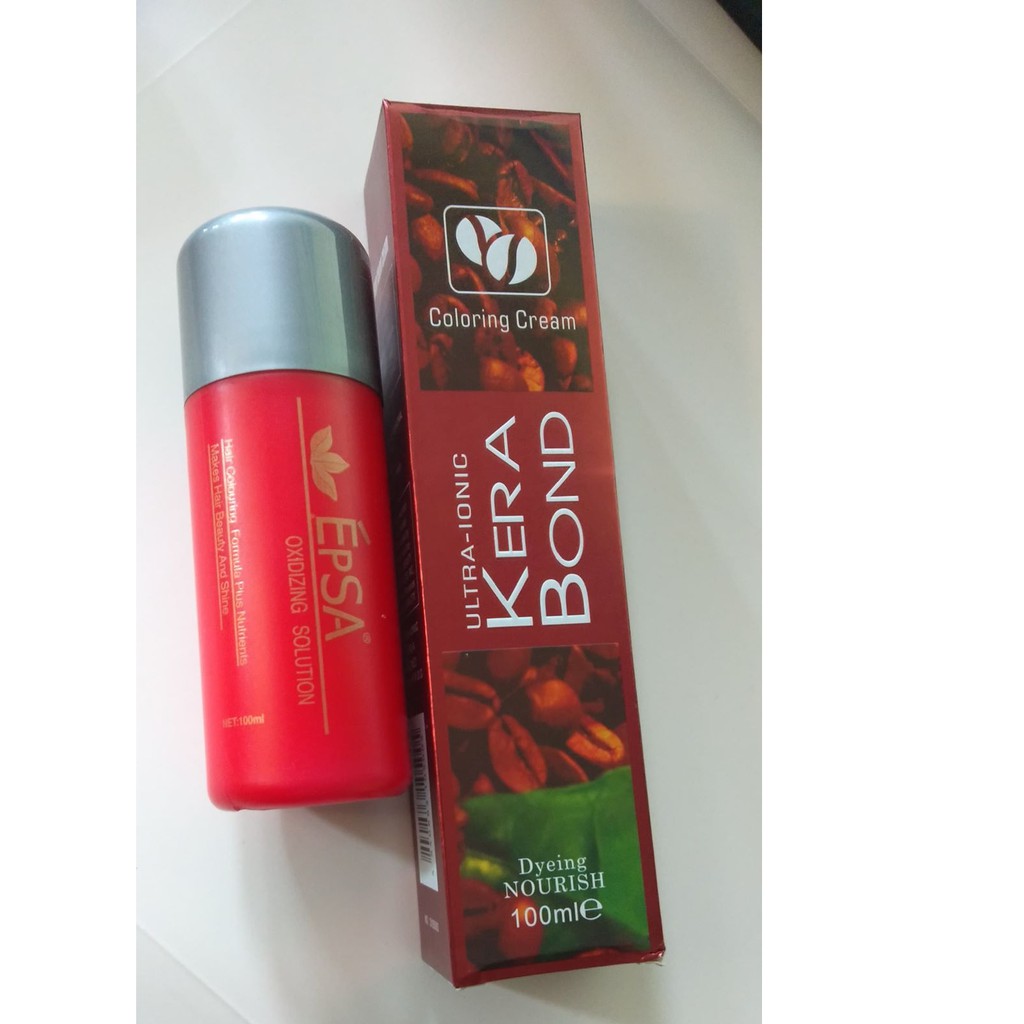 ÉPSA®
OXIDIZING SOLUTION
Hair Colouring Formula Plus Nutrients
Makes Hair Beauty And Shine
NET:100ml
Coloring Cream
ULTRA-IONIC
KERA
BOND
Dyeing
NOURISH
100ml℮